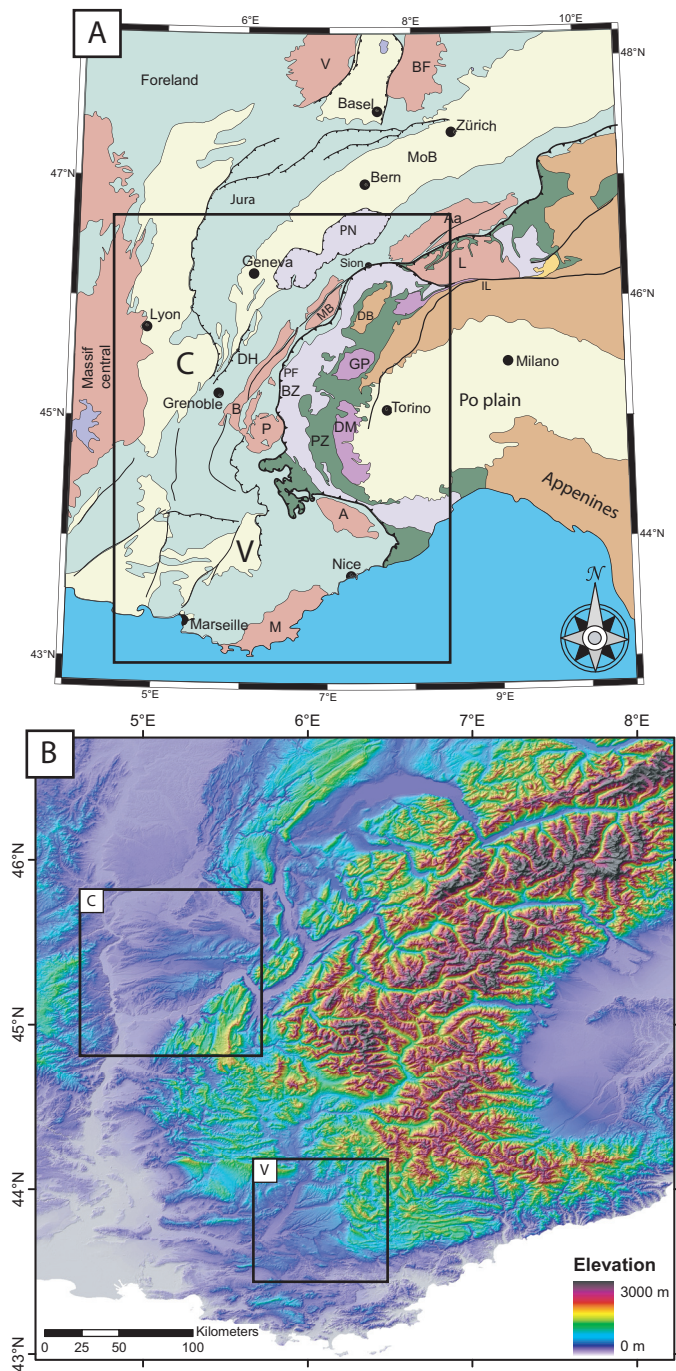 A
6°E
8°E
10°E
48°N
V
BF
Foreland
Basel
Zürich
MoB
47°N
Bern
Jura
Aa
PN
Geneva
Sion
L
IL
46°N
MB
DB
Lyon
Massif
central
C
DH
PF
BZ
GP
Milano
Grenoble
B
Torino
Po plain
45°N
P
PZ
DM
Appenines
A
44°N
V
Nice
N
Marseille
M
43°N
5°E
7°E
9°E
B
5°E
6°E
7°E
8°E
46°N
C
45°N
V
44°N
Elevation
3000 m
0 m
Kilometers
0
25
50
100
43°N